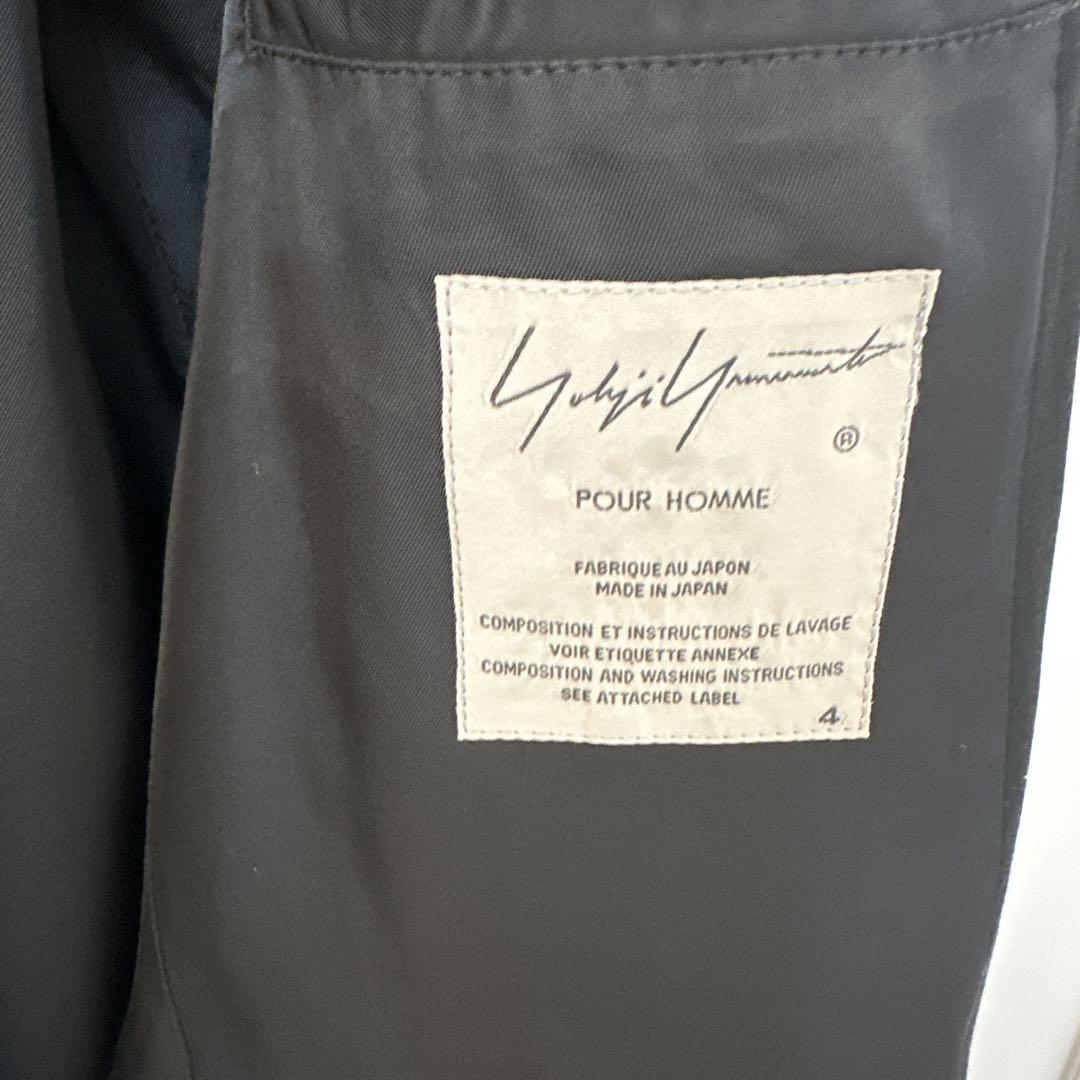 Yohji Yamamoto
®
POUR HOMME
FABRIQUE AU JAPON
MADE IN JAPAN
COMPOSITION ET INSTRUCTIONS DE LAVAGE
VOIR ETIQUETTE ANNEXE
COMPOSITION AND WASHING INSTRUCTIONS
SEE ATTACHED LABEL
4